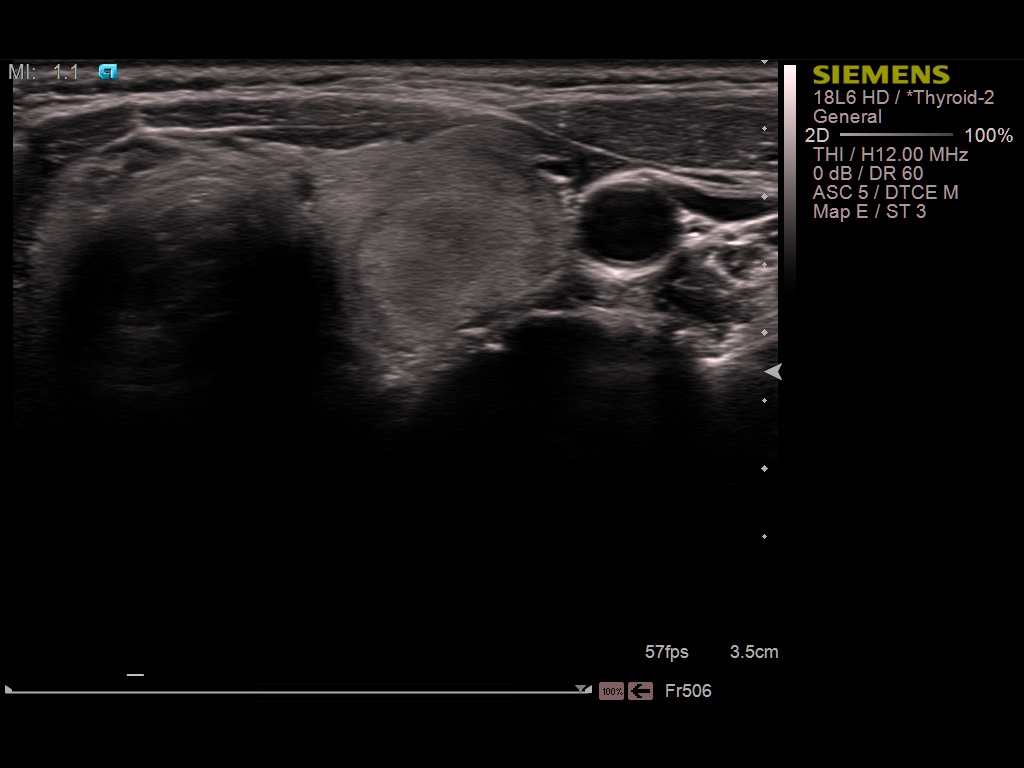 MI: 1.1
SIEMENS
18L6 HD / *Thyroid-2
General
2D 100%
THI / H12.00 MHz
0 dB / DR 60
ASC 5 / DTCE M
Map E / ST 3
57fps 3.5cm
100% Fr506